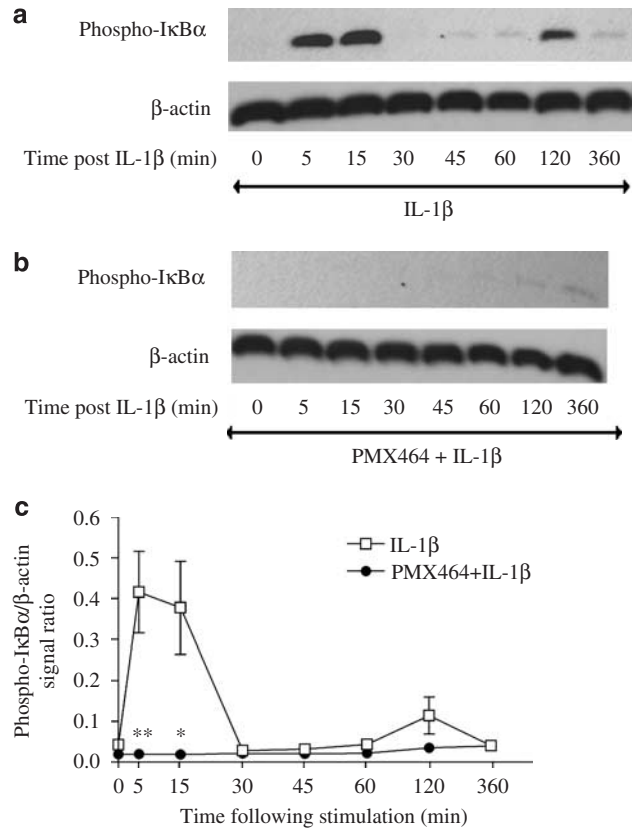 a
Phospho-IκBα
β-actin
Time post IL-1β (min) 0 5 15 30 45 60 120 360
IL-1β
b
Phospho-IκBα
β-actin
Time post IL-1β (min) 0 5 15 30 45 60 120 360
PMX464 + IL-1β
c
Phospho-IκBα/β-actin
signal ratio
0.6
0.5
0.4
0.3
0.2
0.1
0.0
IL-1β
PMX464+IL-1β
** *
0 5 15 30 45 60 120 360
Time following stimulation (min)